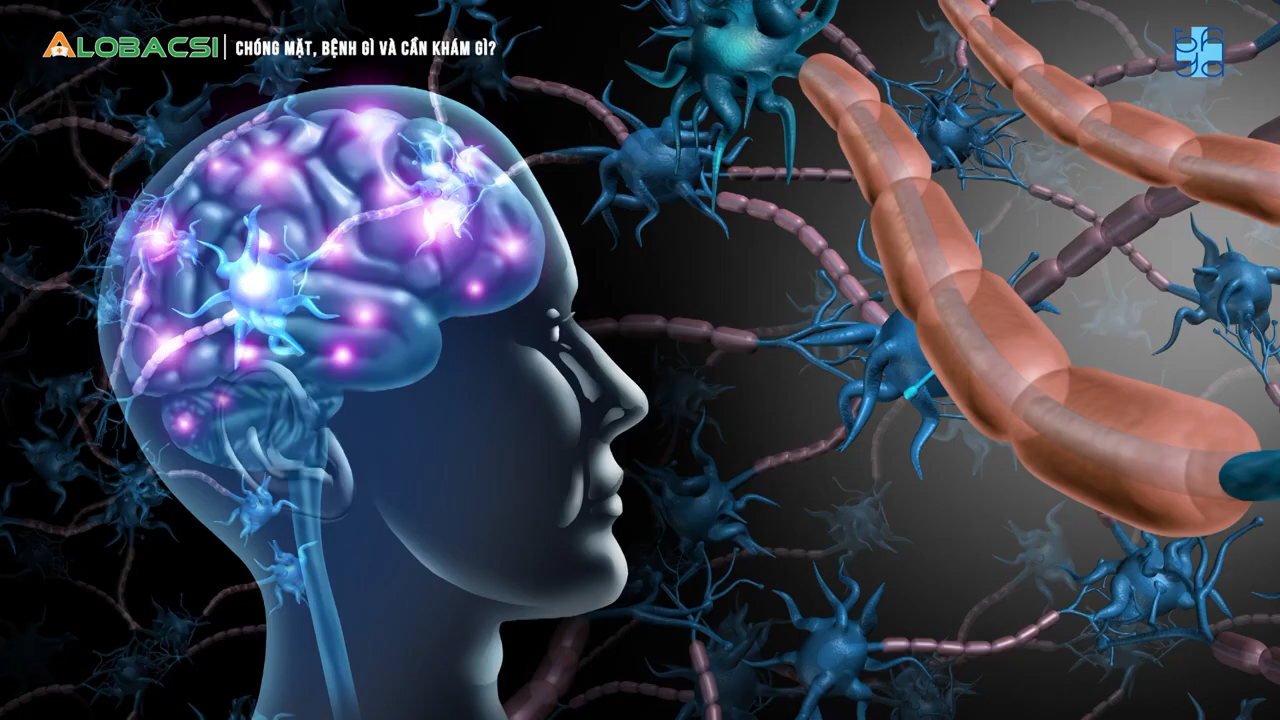 ALOBACSI | CHÓNG MẶT, BỆNH GÌ VÀ CẦN KHÁM GÌ?